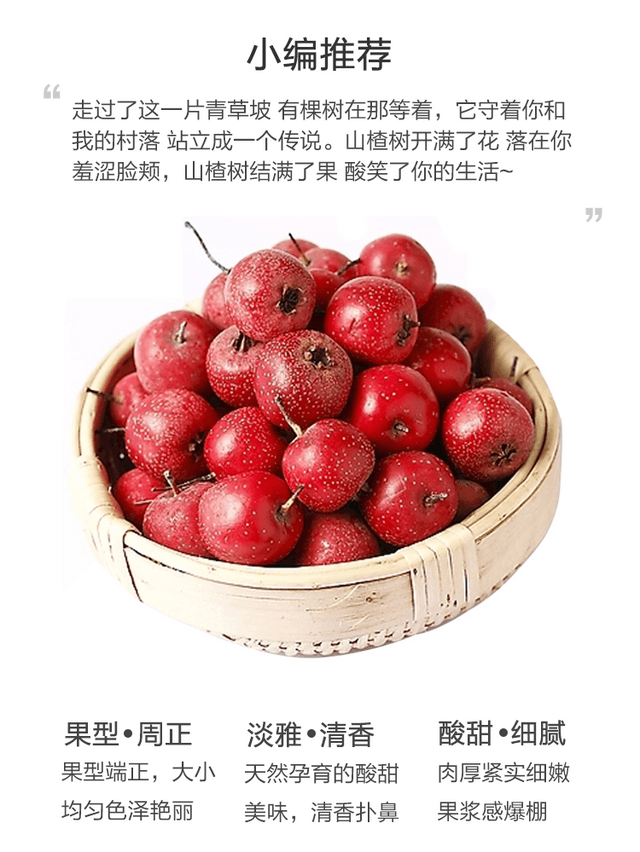 小编推荐
“
走过了这一片青草坡 有棵树在那等着，它守着你和
我的村落 站立成一个传说。山楂树开满了花 落在你
羞涩脸颊，山楂树结满了果 酸笑了你的生活~
”
果型•周正
果型端正，大小
均匀色泽艳丽
淡雅•清香
天然孕育的酸甜
美味，清香扑鼻
酸甜•细腻
肉厚紧实细嫩
果浆感爆棚